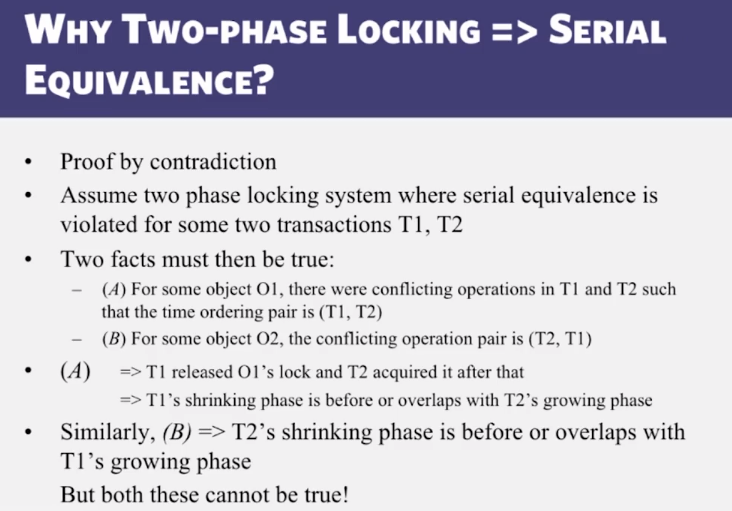 WHY TWO-PHASE LOCKING => SERIAL
EQUIVALENCE?
• Proof by contradiction
• Assume two phase locking system where serial equivalence is
violated for some two transactions T1, T2
• Two facts must then be true:
– (A) For some object O1, there were conflicting operations in T1 and T2 such
that the time ordering pair is (T1, T2)
– (B) For some object O2, the conflicting operation pair is (T2, T1)
• (A) => T1 released O1's lock and T2 acquired it after that
=> T1's shrinking phase is before or overlaps with T2's growing phase
• Similarly, (B) => T2's shrinking phase is before or overlaps with
T1's growing phase
But both these cannot be true!